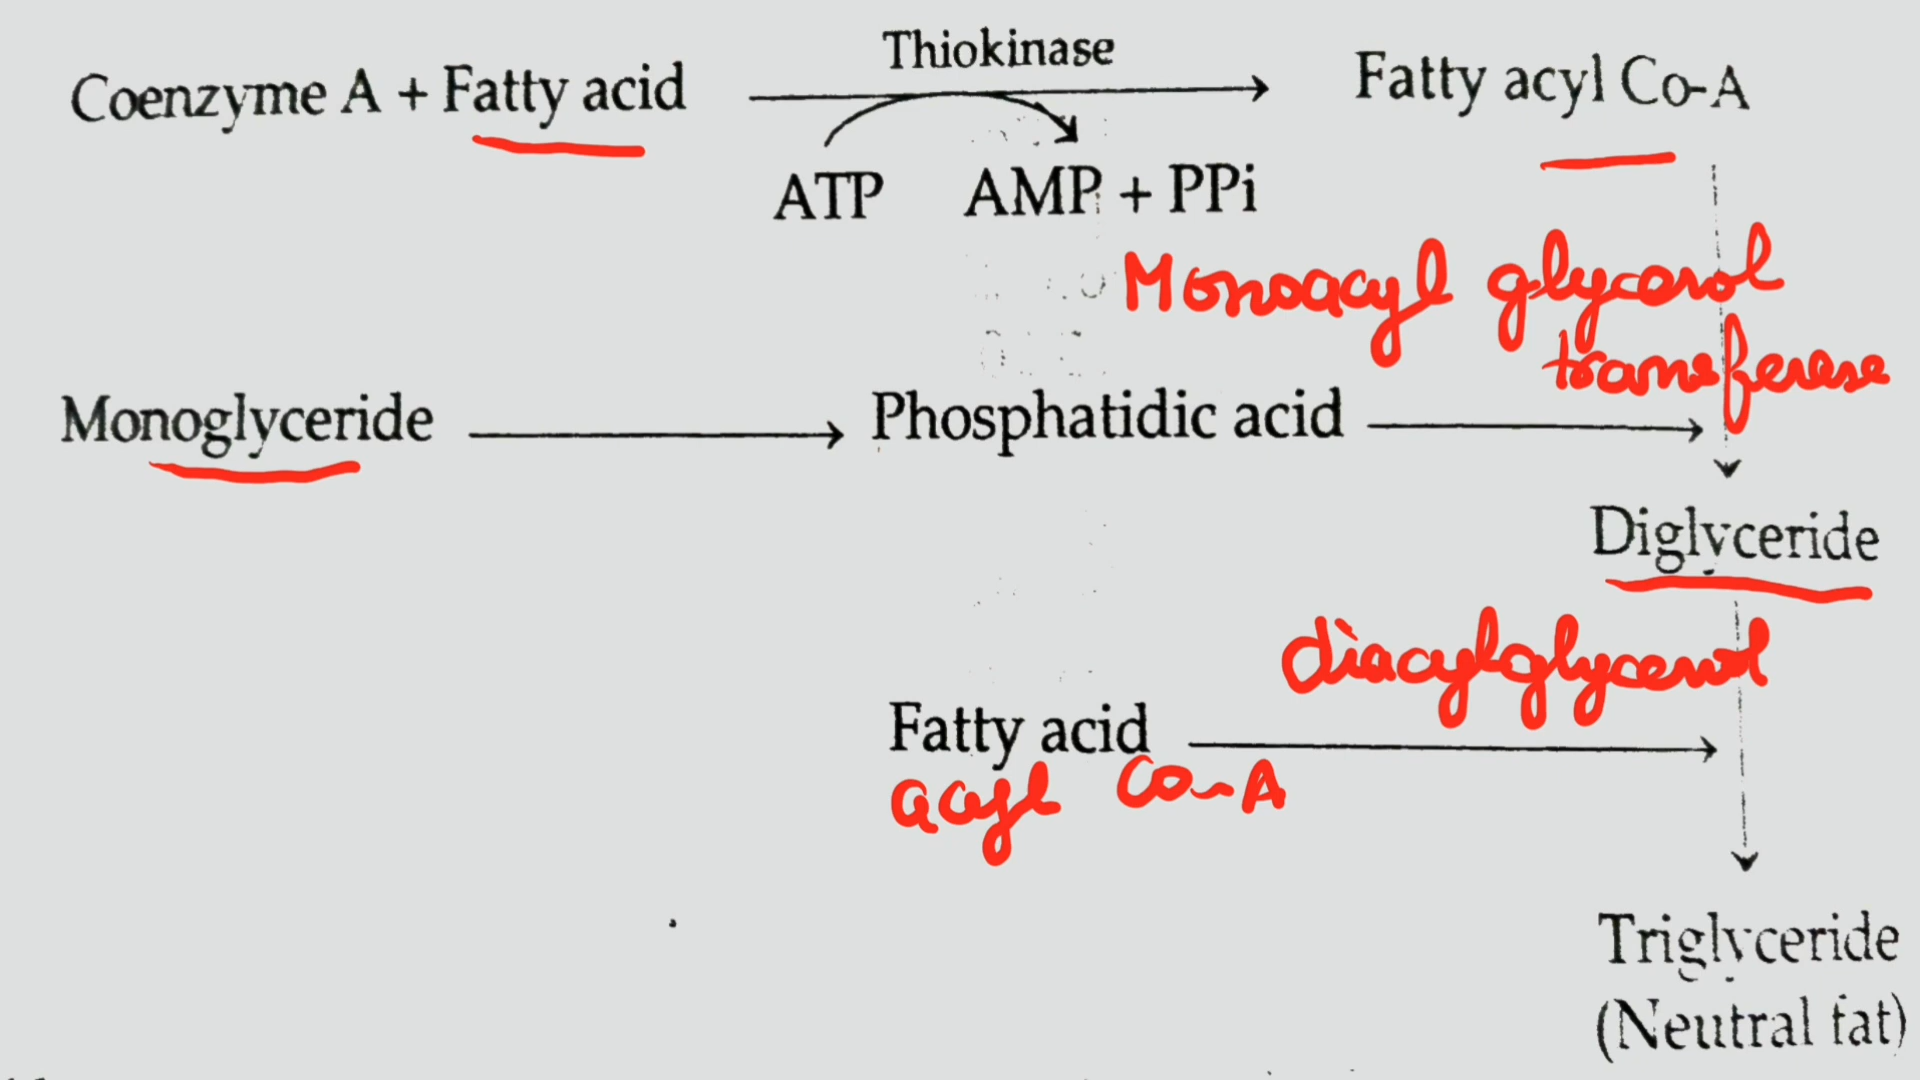 Thiokinase
Coenzyme A + Fatty acid → Fatty acyl Co-A
ATP AMP + PPi
Monoacyl glycerol
transferase
Monoglyceride → Phosphatidic acid →
Diglyceride
diacylglycerol
Fatty acid →
acyl Co-A
Triglyceride
(Neutral fat)